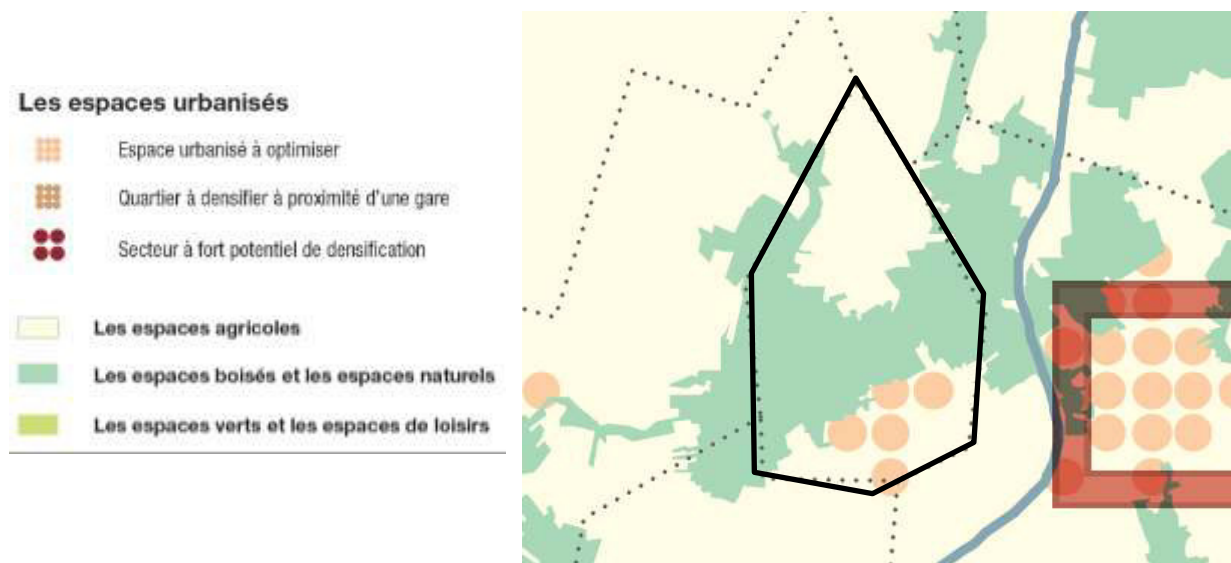 Les espaces urbanisés
Espace urbanisé à optimiser
Quartier à densifier à proximité d'une gare
Secteur à fort potentiel de densification
Les espaces agricoles
Les espaces boisés et les espaces naturels
Les espaces verts et les espaces de loisirs